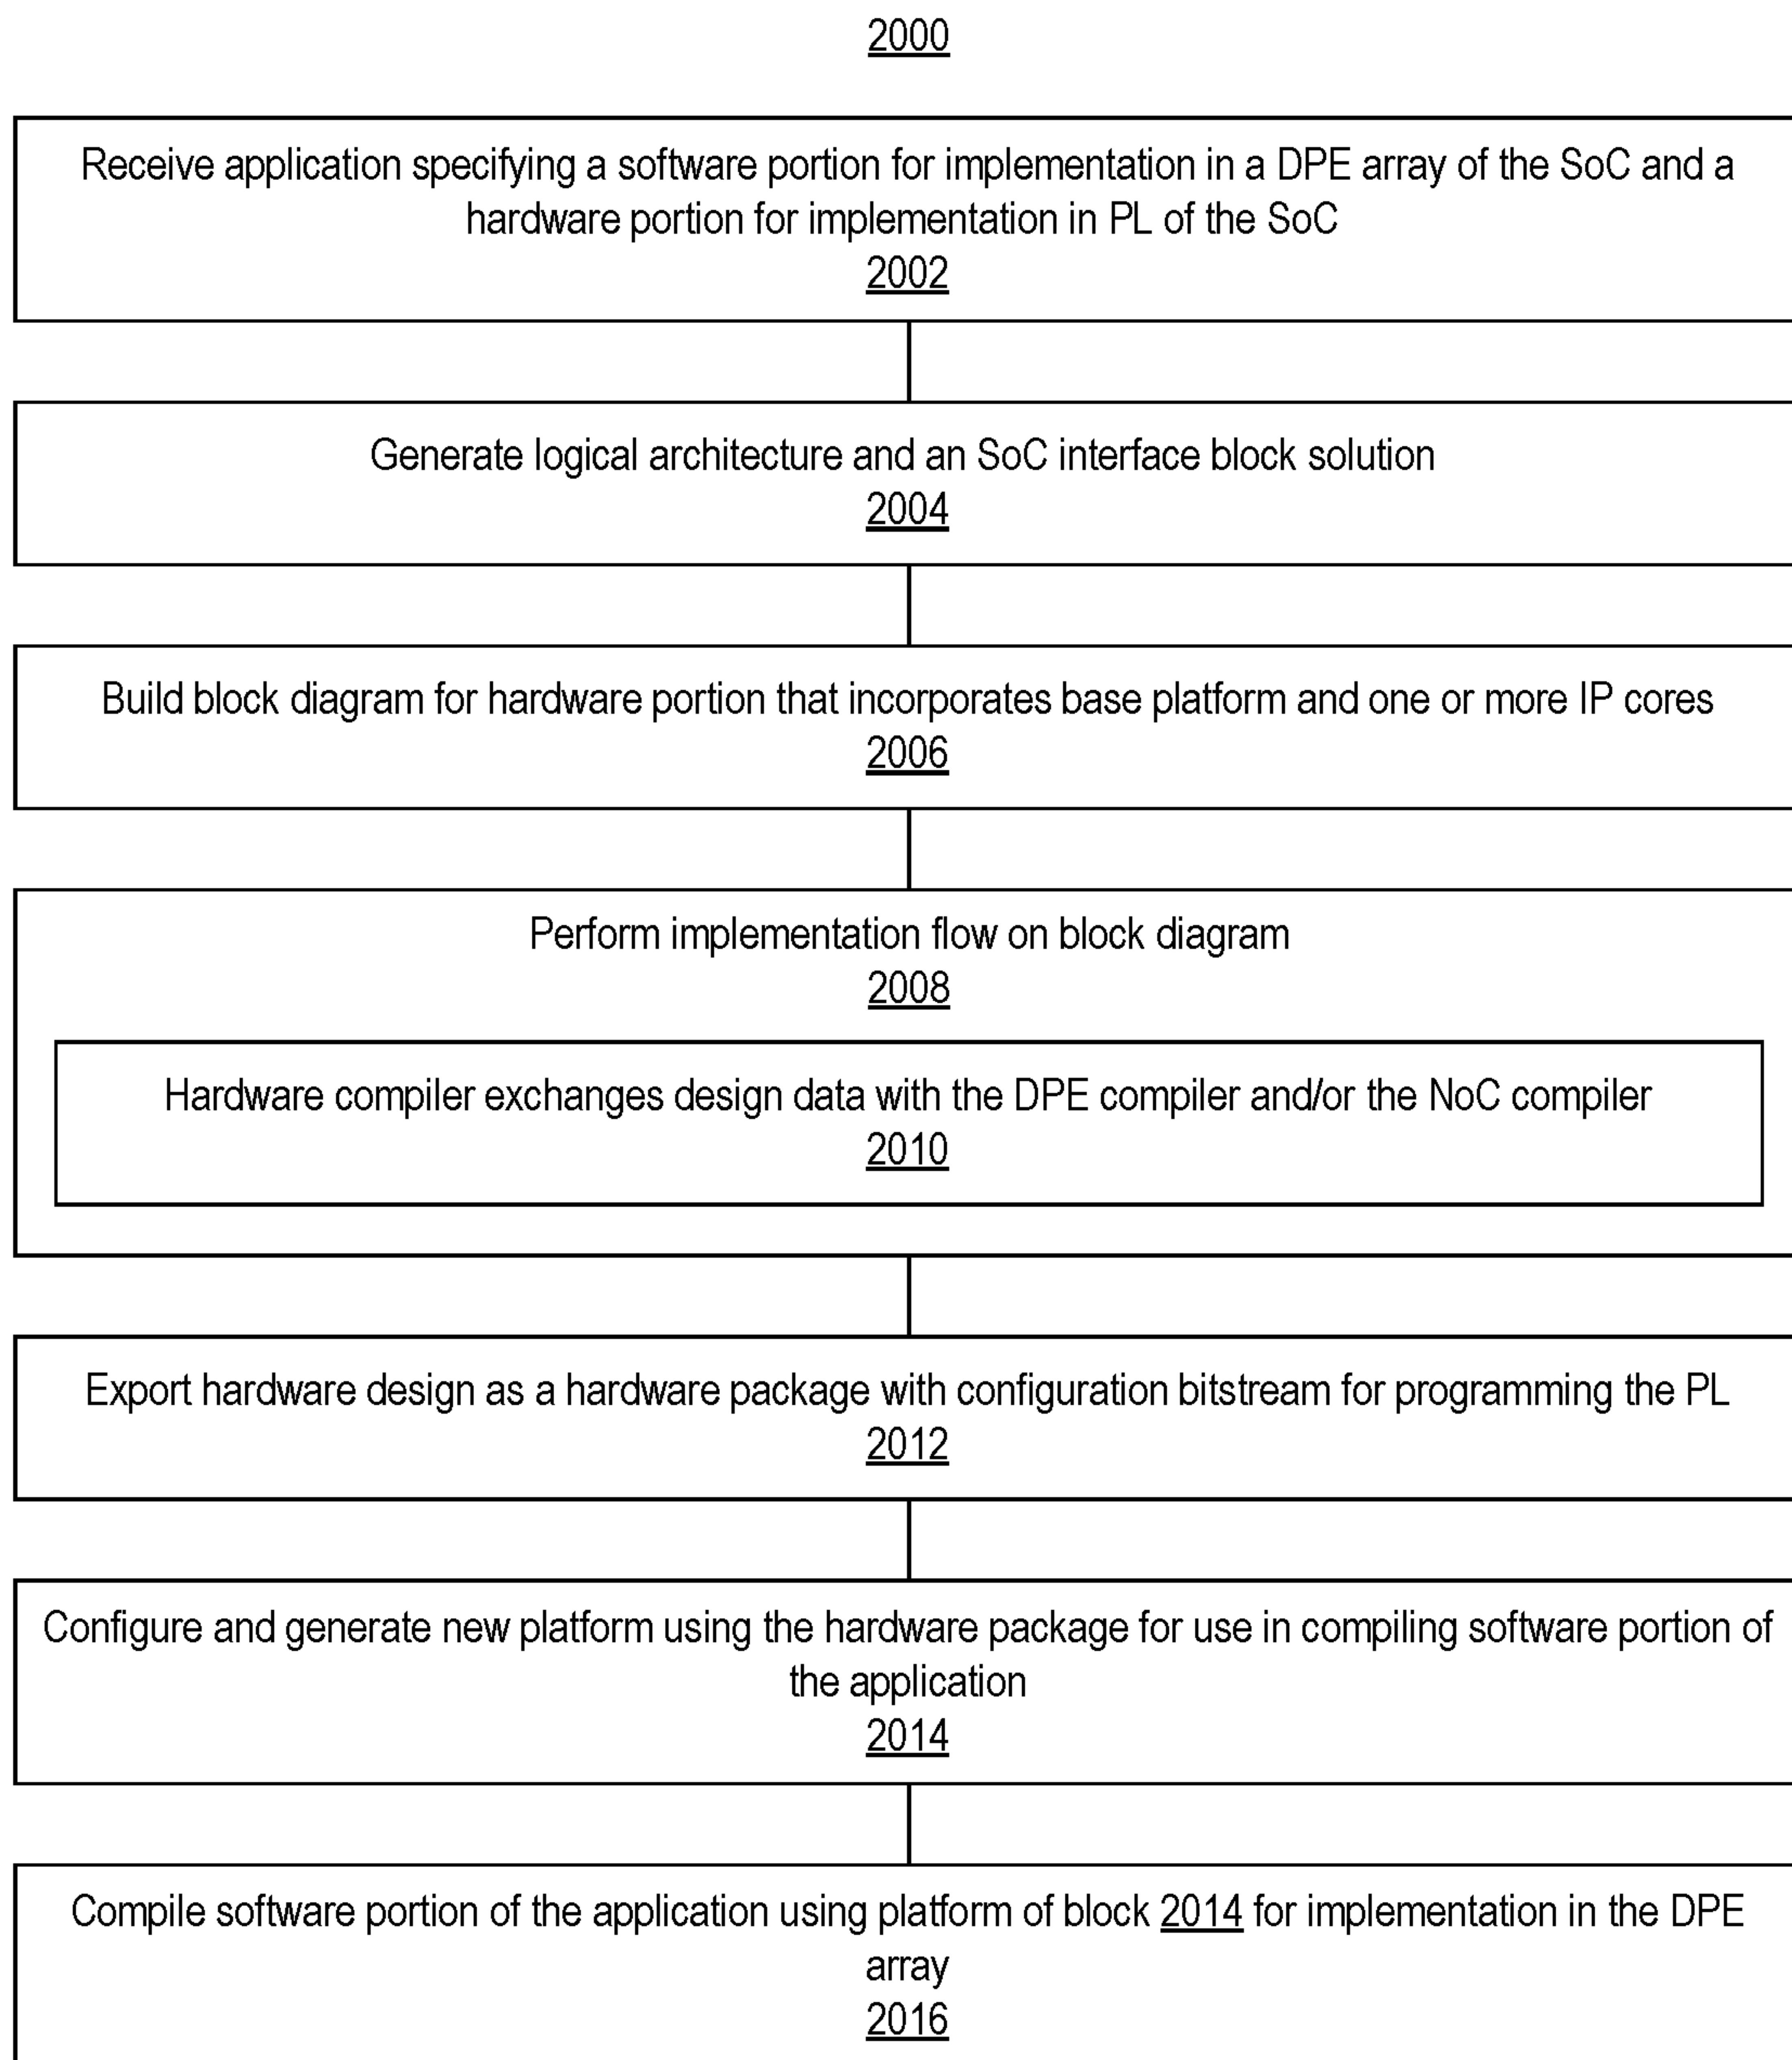 2000
Receive application specifying a software portion for implementation in a DPE array of the SoC and a
hardware portion for implementation in PL of the SoC
2002
Generate logical architecture and an SoC interface block solution
2004
Build block diagram for hardware portion that incorporates base platform and one or more IP cores
2006
Perform implementation flow on block diagram
2008
Hardware compiler exchanges design data with the DPE compiler and/or the NoC compiler
2010
Export hardware design as a hardware package with configuration bitstream for programming the PL
2012
Configure and generate new platform using the hardware package for use in compiling software portion of
the application
2014
Compile software portion of the application using platform of block 2014 for implementation in the DPE
array
2016